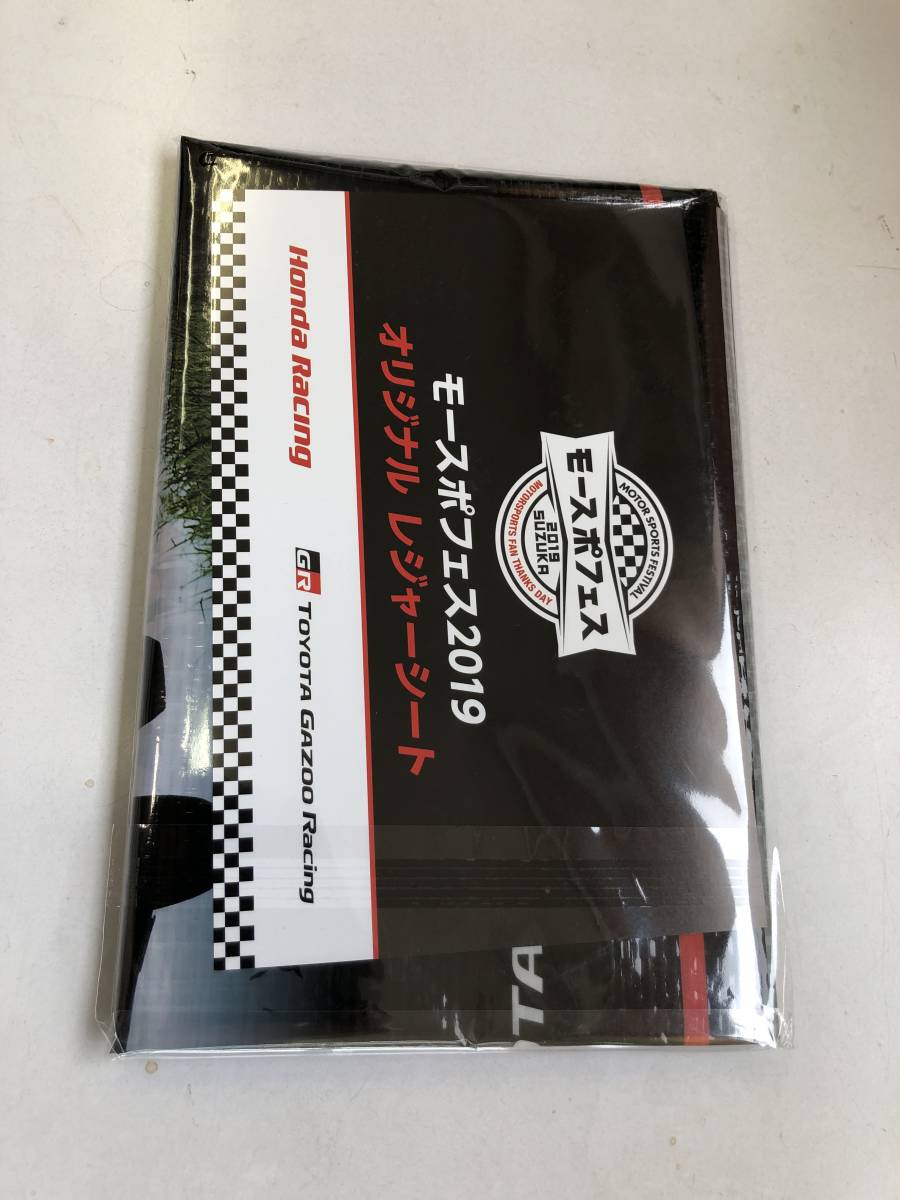 MOTOR SPORTS FESTIVAL
モースポフェス
2019
SUZUKA
MOTORSPORTS FAN THANKS DAY
モースポフェス2019
オリジナル レジャーシート
Honda Racing
GR TOYOTA GAZOO Racing
TA